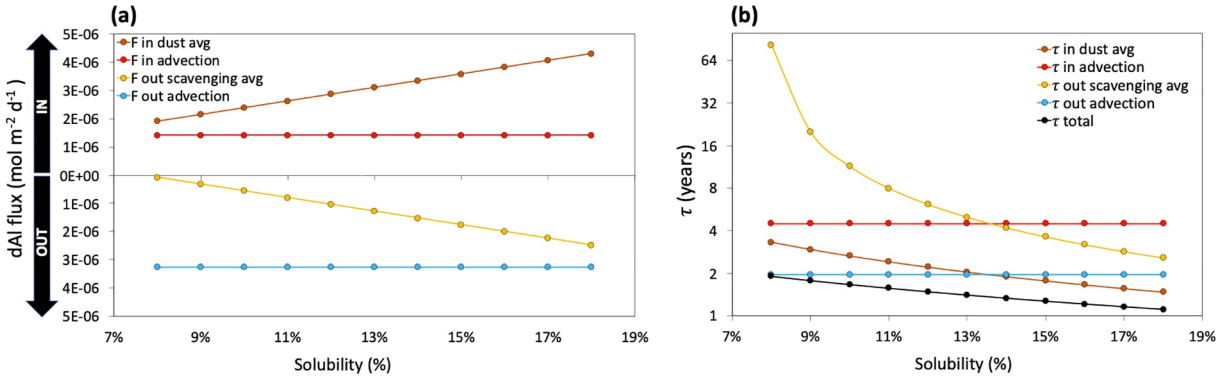 (a)
F in dust avg
F in advection
F out scavenging avg
F out advection
5E-06
4E-06
3E-06
2E-06
1E-06
0E+00
1E-06
2E-06
3E-06
4E-06
5E-06
IN
OUT
dAl flux (mol m-2 d-1)
7%
9%
11%
13%
15%
17%
19%
Solubility (%)
(b)
τ in dust avg
τ in advection
τ out scavenging avg
τ out advection
τ total
64
32
16
8
4
2
1
τ (years)
7%
9%
11%
13%
15%
17%
19%
Solubility (%)